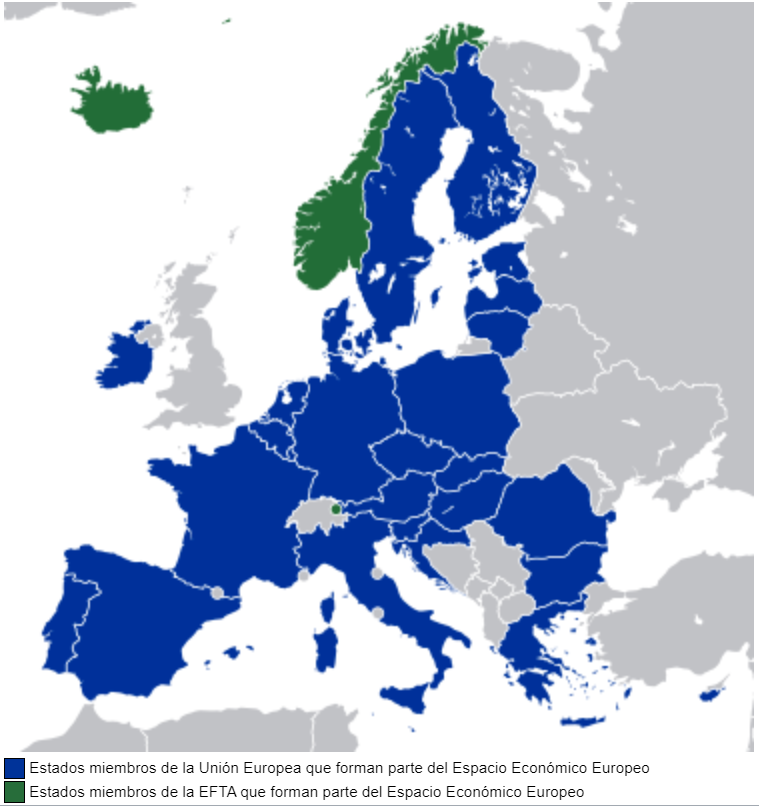 Estados miembros de la Unión Europea que forman parte del Espacio Económico Europeo
Estados miembros de la EFTA que forman parte del Espacio Económico Europeo